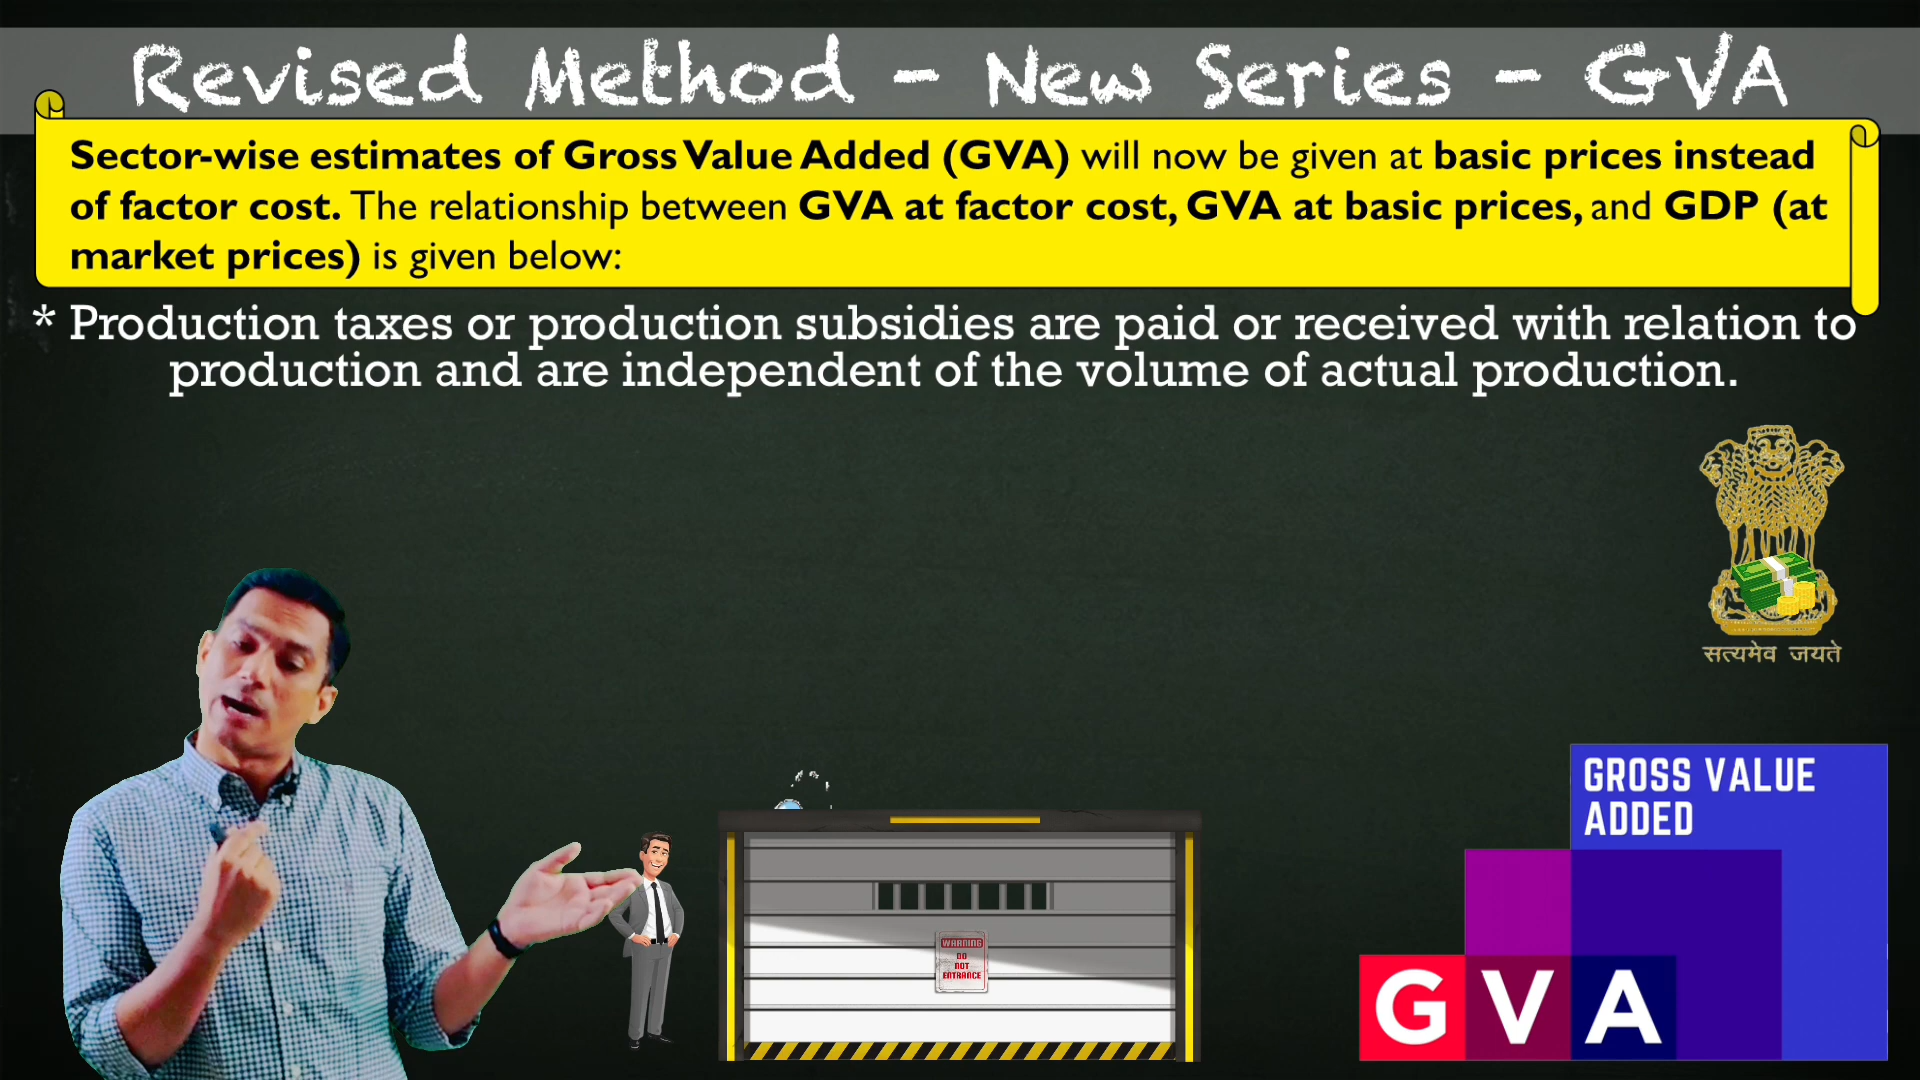 Revised Method - New Series - GVA
Sector-wise estimates of Gross Value Added (GVA) will now be given at basic prices instead
of factor cost. The relationship between GVA at factor cost, GVA at basic prices, and GDP (at
market prices) is given below:
* Production taxes or production subsidies are paid or received with relation to
production and are independent of the volume of actual production.
सत्यमेव जयते
GROSS VALUE
ADDED
WARNING
DO
NOT
ENTRANCE
GVA